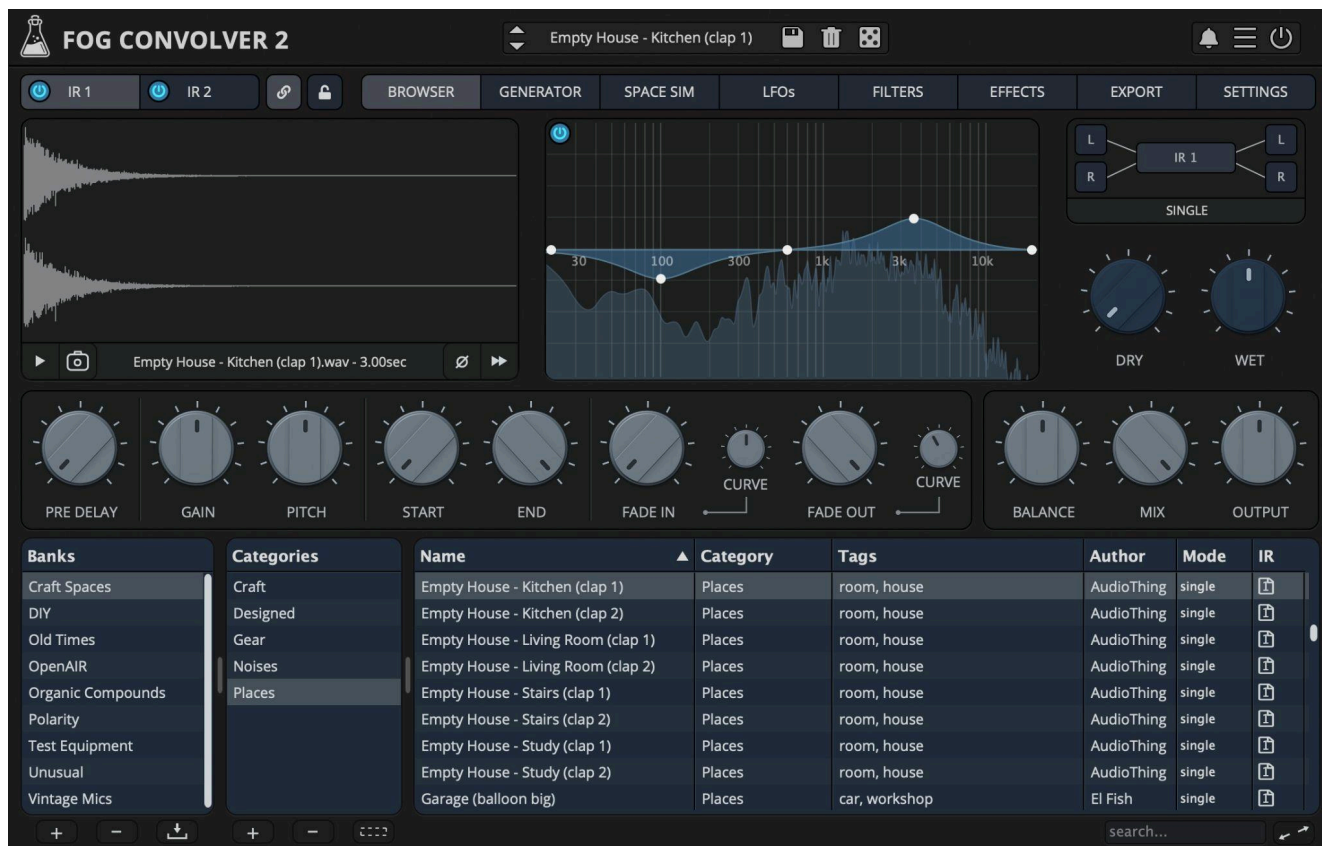 FOG CONVOLVER 2
Empty House - Kitchen (clap 1)
IR 1 IR 2 BROWSER GENERATOR SPACE SIM LFOs FILTERS EFFECTS EXPORT SETTINGS
L IR 1 L
R R
SINGLE
30 100 300 1k 3k 10k
DRY WET
Empty House - Kitchen (clap 1).wav - 3.00sec
CURVE CURVE
PRE DELAY GAIN PITCH START END FADE IN FADE OUT BALANCE MIX OUTPUT
Banks Categories Name Category Tags Author Mode IR
Craft Spaces Craft Empty House - Kitchen (clap 1) Places room, house AudioThing single
DIY Designed Empty House - Kitchen (clap 2) Places room, house AudioThing single
Old Times Gear Empty House - Living Room (clap 1) Places room, house AudioThing single
OpenAIR Noises Empty House - Living Room (clap 2) Places room, house AudioThing single
Organic Compounds Places Empty House - Stairs (clap 1) Places room, house AudioThing single
Polarity Empty House - Stairs (clap 2) Places room, house AudioThing single
Test Equipment Empty House - Study (clap 1) Places room, house AudioThing single
Unusual Empty House - Study (clap 2) Places room, house AudioThing single
Vintage Mics Garage (balloon big) Places car, workshop El Fish single
search...